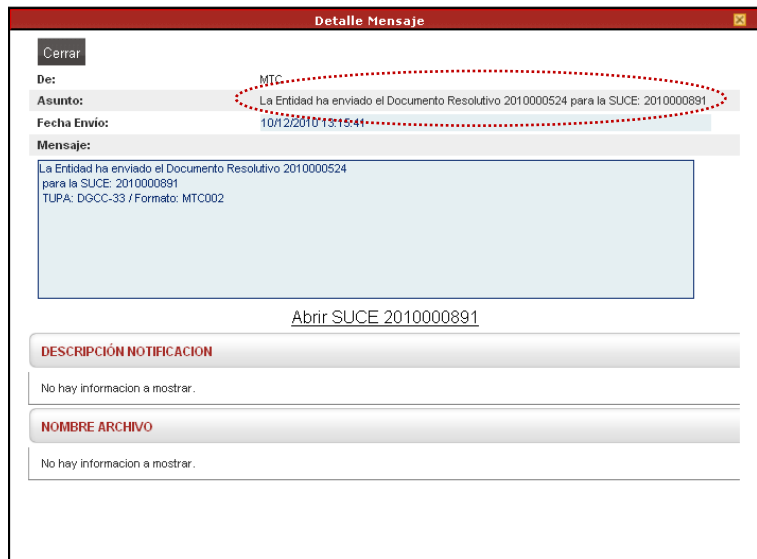 Detalle Mensaje
Cerrar
De: MTC
Asunto: La Entidad ha enviado el Documento Resolutivo 2010000524 para la SUCE: 2010000891
Fecha Envío: 10/12/2010 13:15:41
Mensaje:
La Entidad ha enviado el Documento Resolutivo 2010000524
para la SUCE: 2010000891
TUPA: DGCC-33 / Formato: MTC002
Abrir SUCE 2010000891
DESCRIPCIÓN NOTIFICACION
No hay informacion a mostrar.
NOMBRE ARCHIVO
No hay informacion a mostrar.